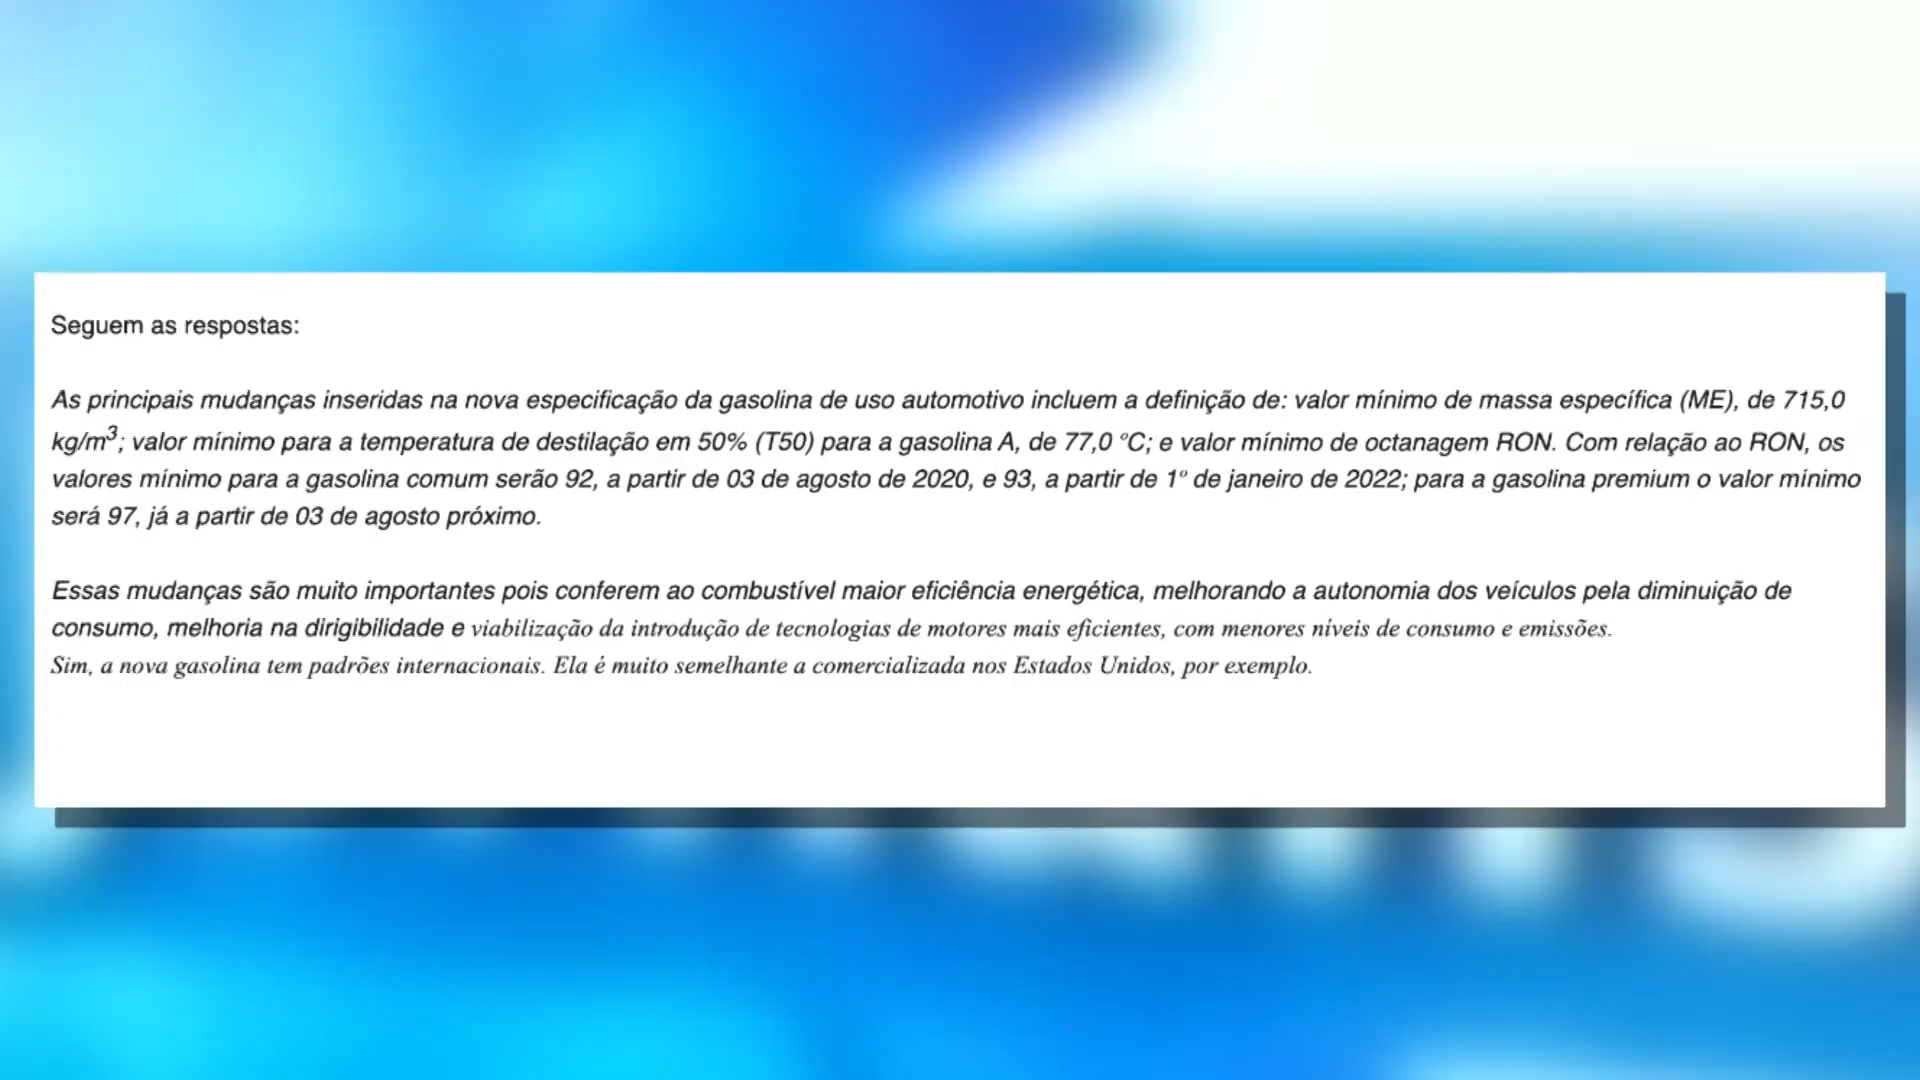 Seguem as respostas:
As principais mudanças inseridas na nova especificação da gasolina de uso automotivo incluem a definição de: valor mínimo de massa específica (ME), de 715,0
kg/m³; valor mínimo para a temperatura de destilação em 50% (T50) para a gasolina A, de 77,0 ºC; e valor mínimo de octanagem RON. Com relação ao RON, os
valores mínimo para a gasolina comum serão 92, a partir de 03 de agosto de 2020, e 93, a partir de 1º de janeiro de 2022; para a gasolina premium o valor mínimo
será 97, já a partir de 03 de agosto próximo.
Essas mudanças são muito importantes pois conferem ao combustível maior eficiência energética, melhorando a autonomia dos veículos pela diminuição de
consumo, melhoria na dirigibilidade e viabilização da introdução de tecnologias de motores mais eficientes, com menores níveis de consumo e emissões.
Sim, a nova gasolina tem padrões internacionais. Ela é muito semelhante a comercializada nos Estados Unidos, por exemplo.